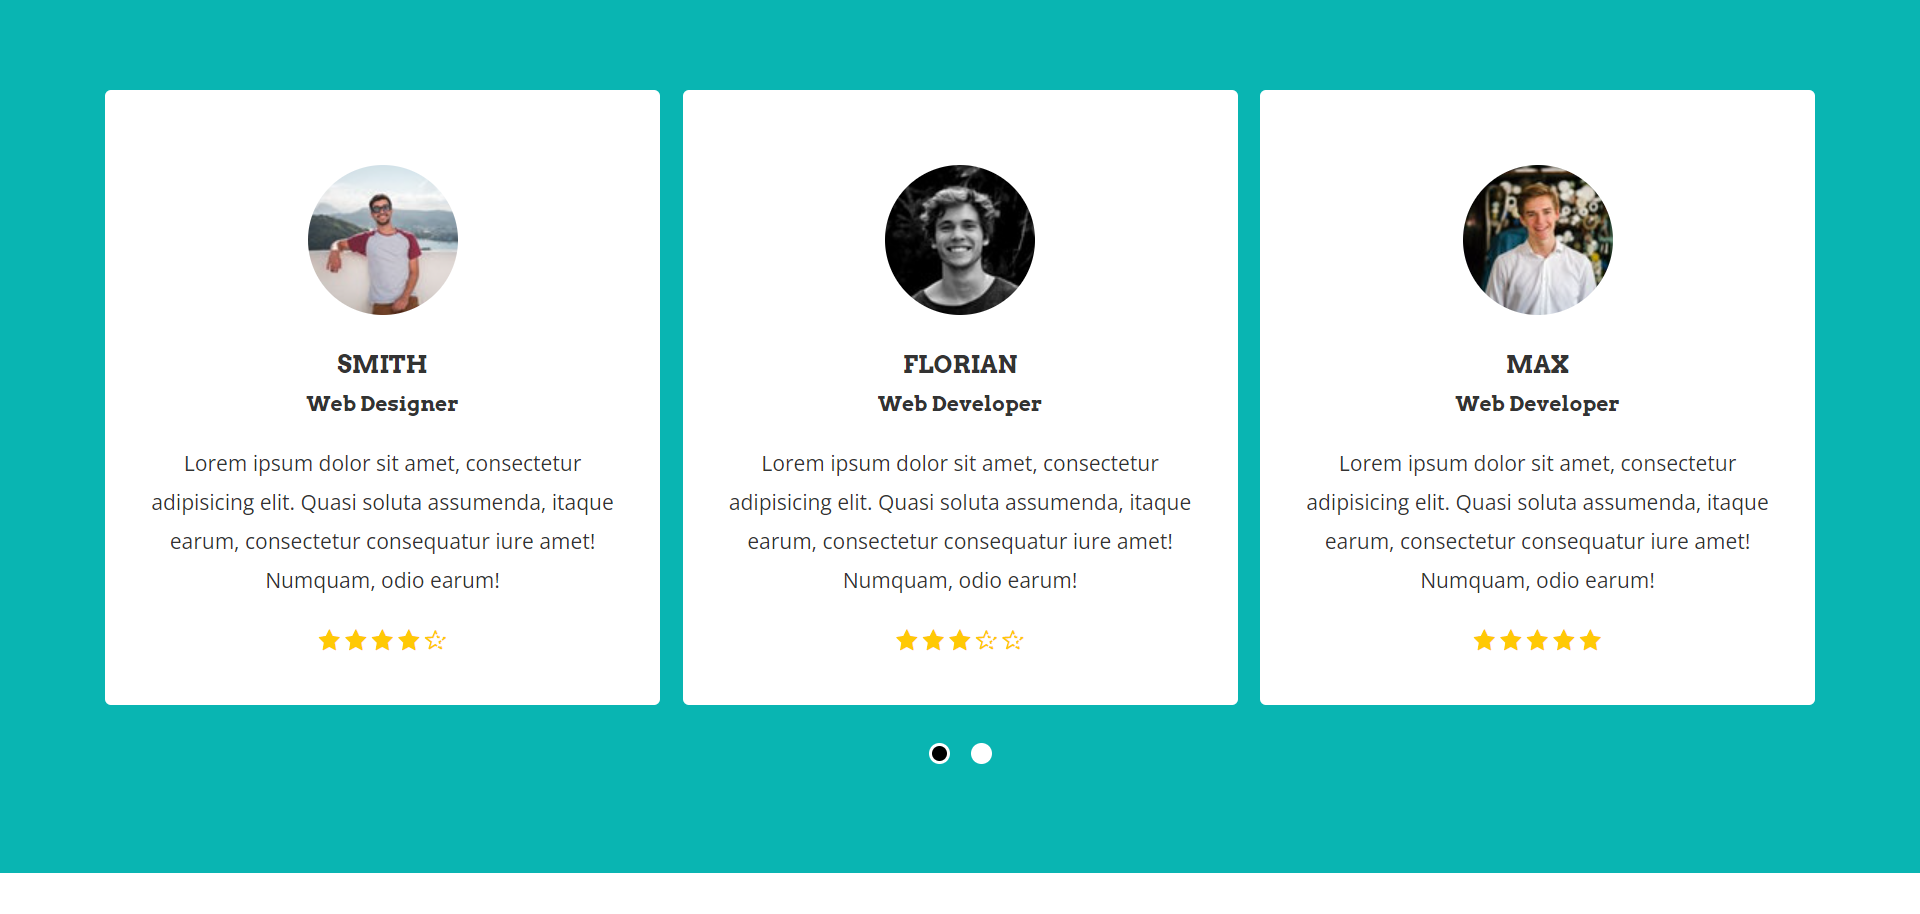 SMITH
Web Designer
Lorem ipsum dolor sit amet, consectetur
adipisicing elit. Quasi soluta assumenda, itaque
earum, consectetur consequatur iure amet!
Numquam, odio earum!
FLORIAN
Web Developer
Lorem ipsum dolor sit amet, consectetur
adipisicing elit. Quasi soluta assumenda, itaque
earum, consectetur consequatur iure amet!
Numquam, odio earum!
MAX
Web Developer
Lorem ipsum dolor sit amet, consectetur
adipisicing elit. Quasi soluta assumenda, itaque
earum, consectetur consequatur iure amet!
Numquam, odio earum!